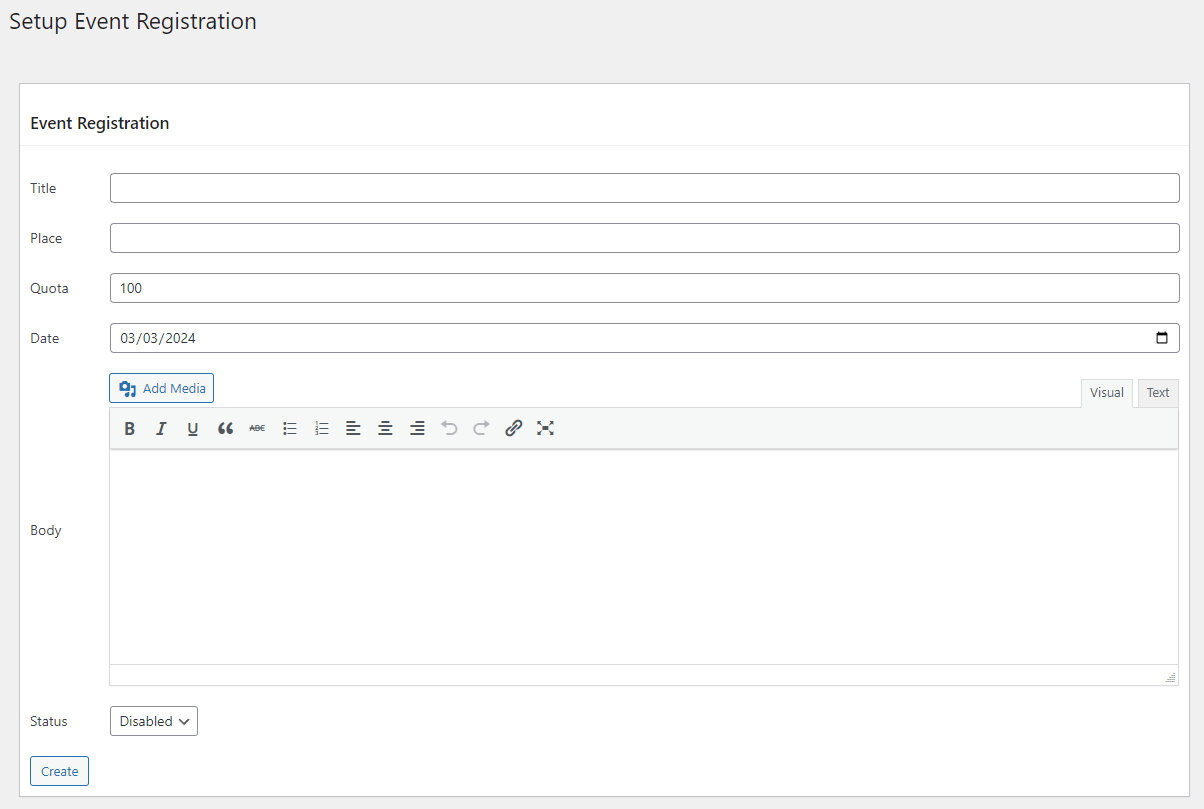 Setup Event Registration
Event Registration
Title
Place
Quota 100
Date 03/03/2024
Add Media Visual Text
B I U ABC
Body
Status Disabled
Create